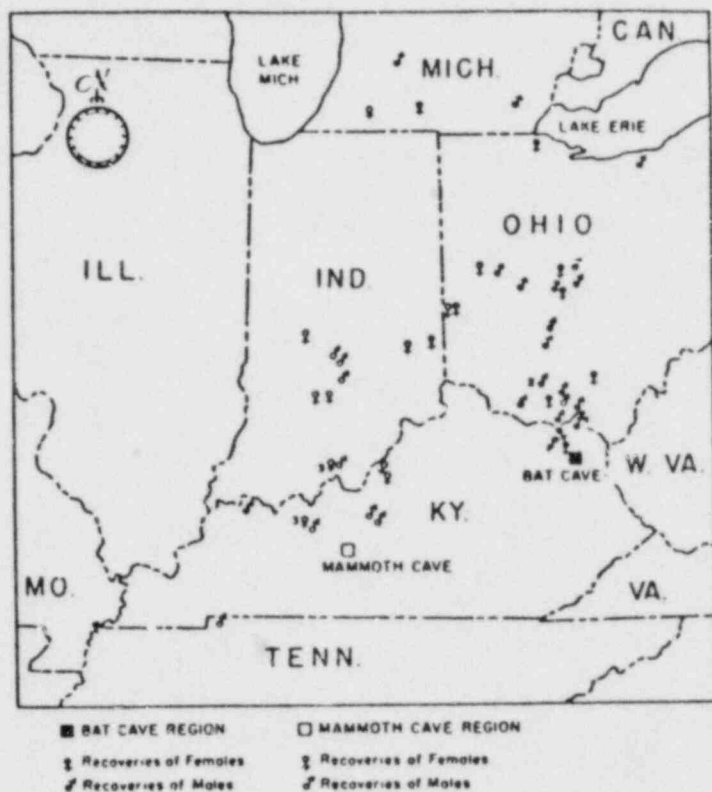 CAN.
LAKE MICH
MICH.
N
LAKE ERIE
OHIO
ILL.
IND.
W. VA.
BAT CAVE
KY.
MAMMOTH CAVE
MO.
VA.
TENN.
BAT CAVE REGION
MAMMOTH CAVE REGION
♀ Recoveries of Females
♀ Recoveries of Females
♂ Recoveries of Males
♂ Recoveries of Males